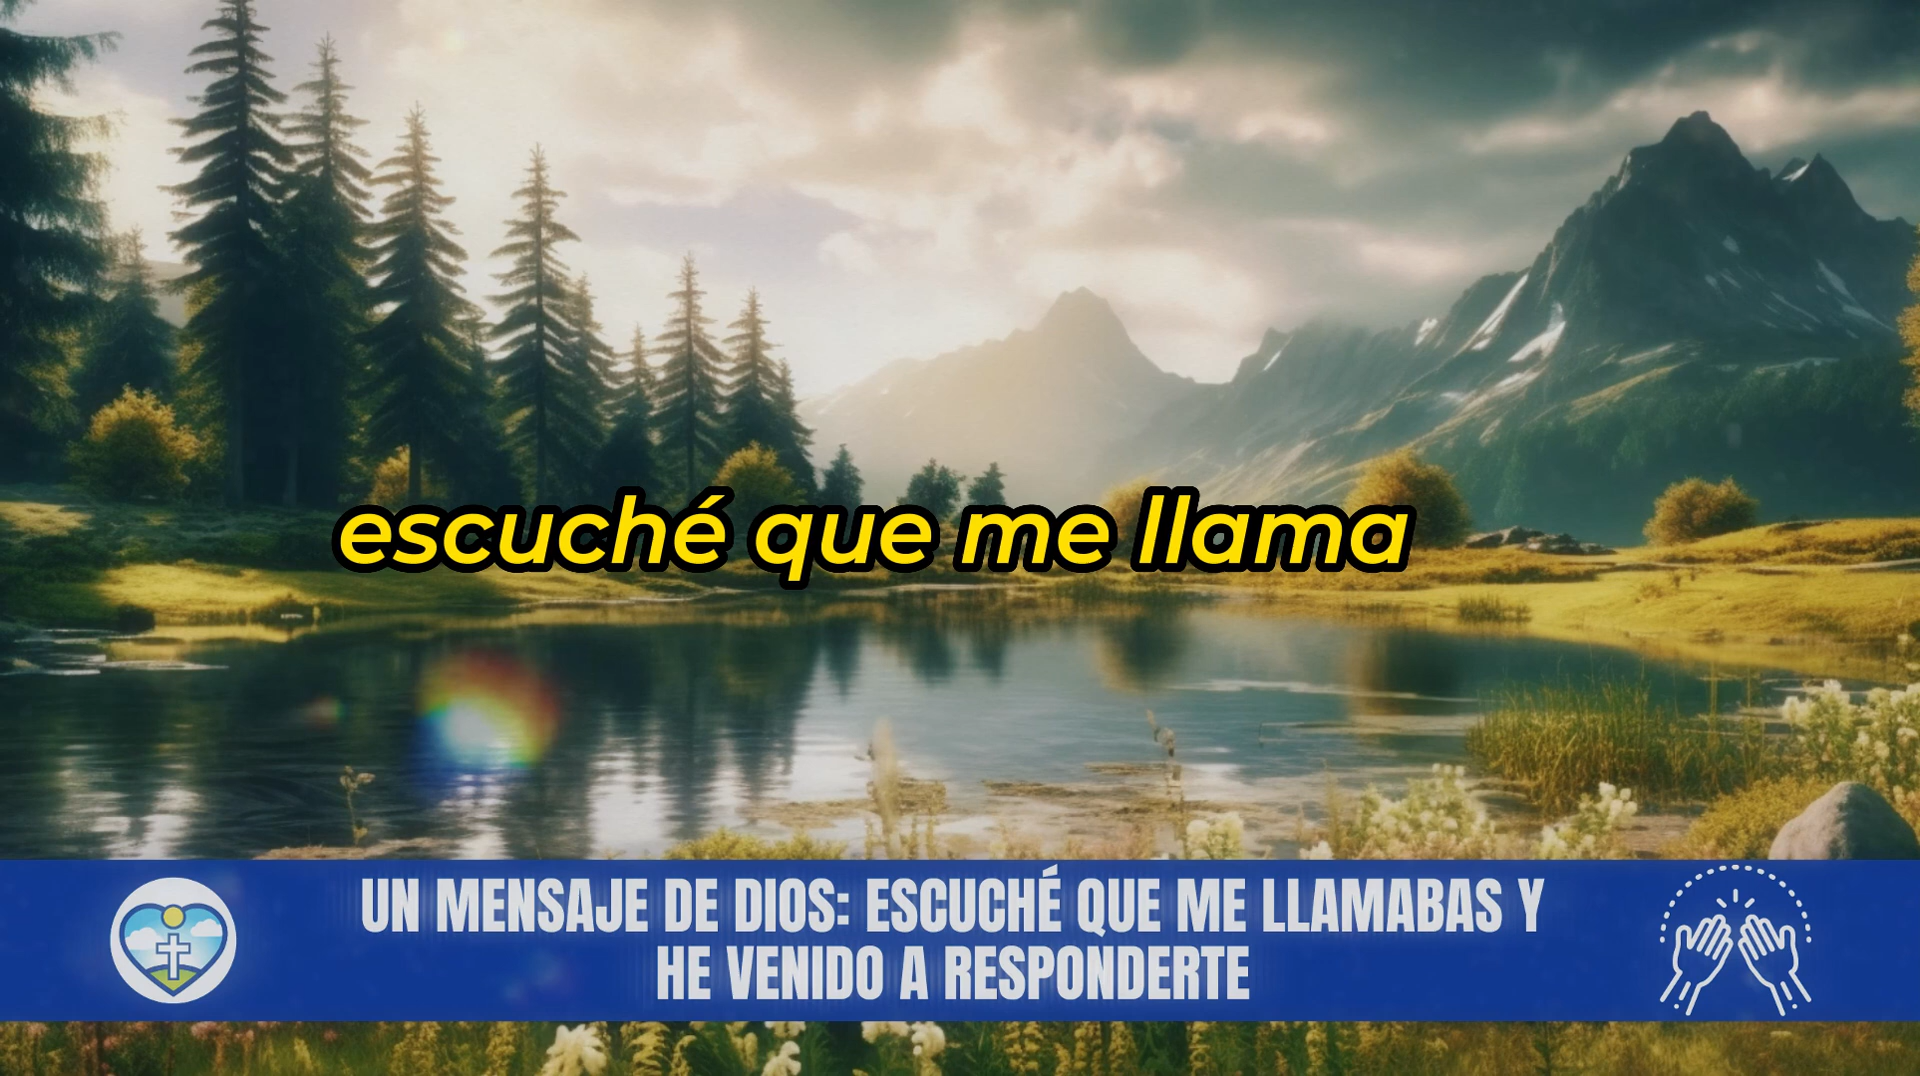 escuché que me llama
UN MENSAJE DE DIOS: ESCUCHÉ QUE ME LLAMABAS Y
HE VENIDO A RESPONDERTE